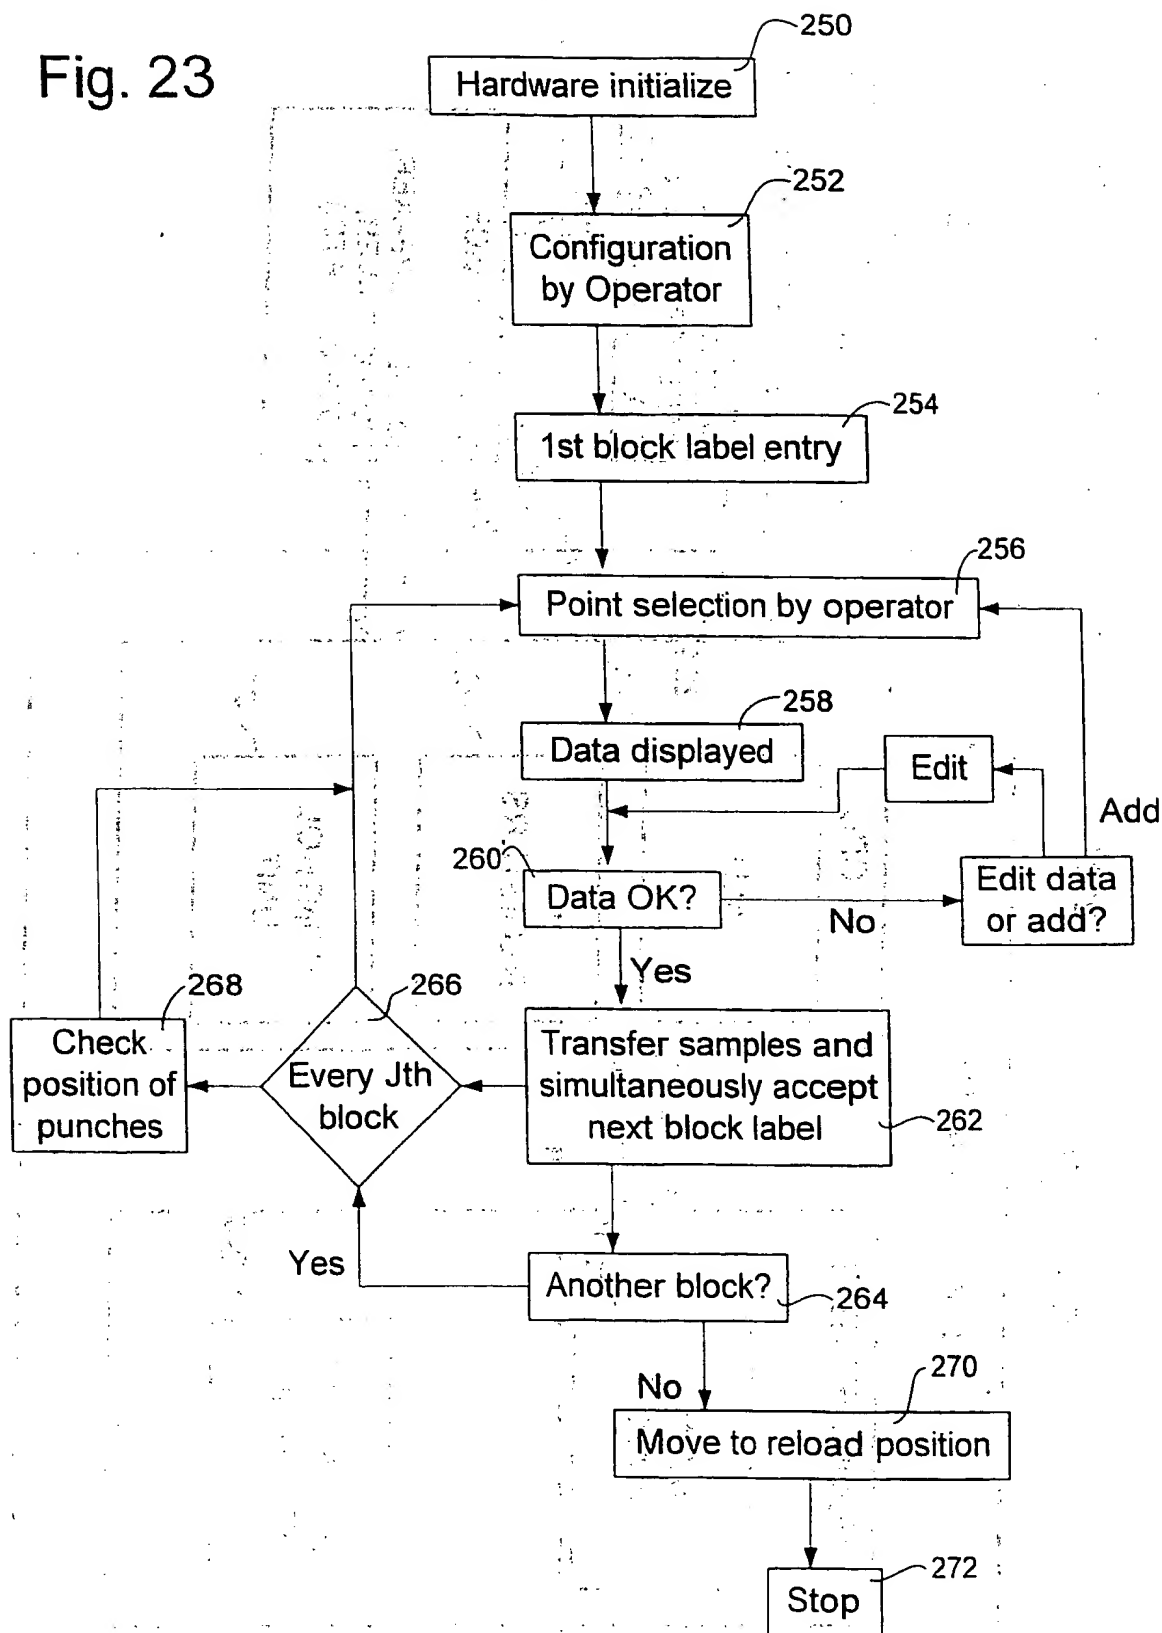 Fig. 23
250
Hardware initialize
252
Configuration
by Operator
254
1st block label entry
256
Point selection by operator
258
Data displayed
Edit
Add
260
Data OK?
No
Edit data
or add?
Yes
268
266
Check
position of
punches
Every Jth
block
Transfer samples and
simultaneously accept
next block label
262
Yes
Another block?
264
No
270
Move to reload position
272
Stop